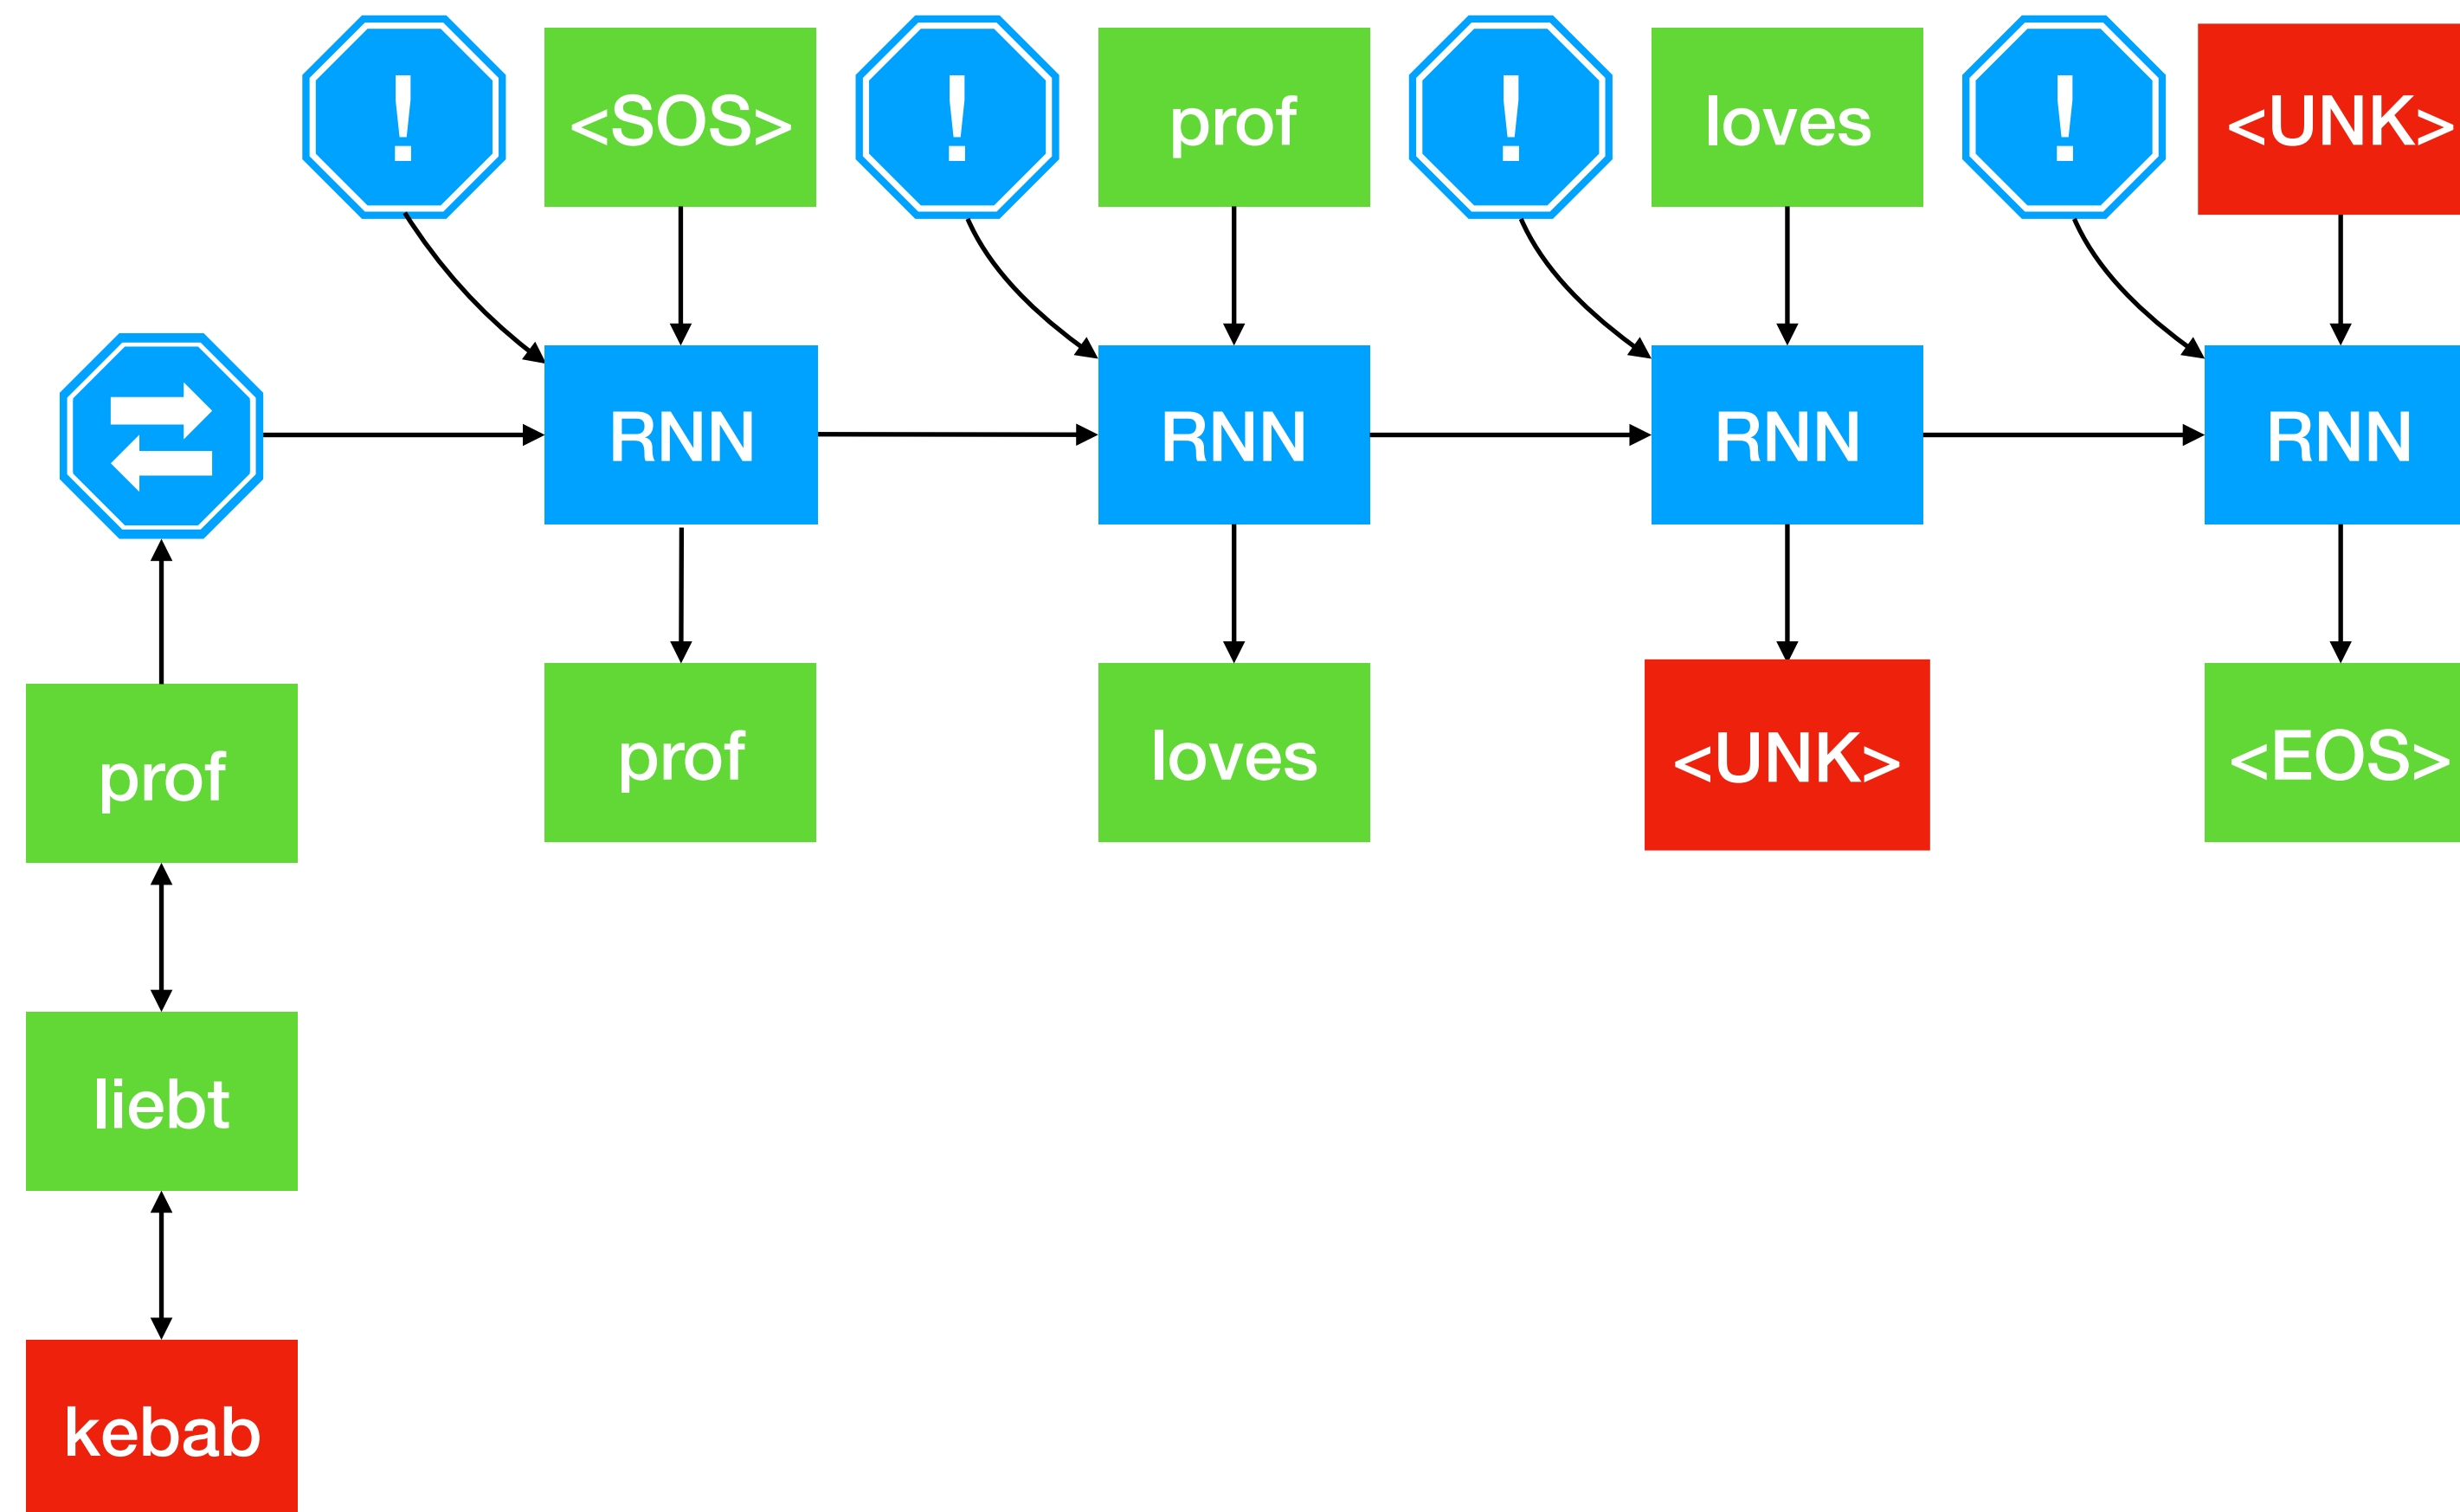 ! <SOS> ! prof ! loves ! <UNK>
RNN RNN RNN RNN
prof prof loves <UNK> <EOS>
liebt
kebab